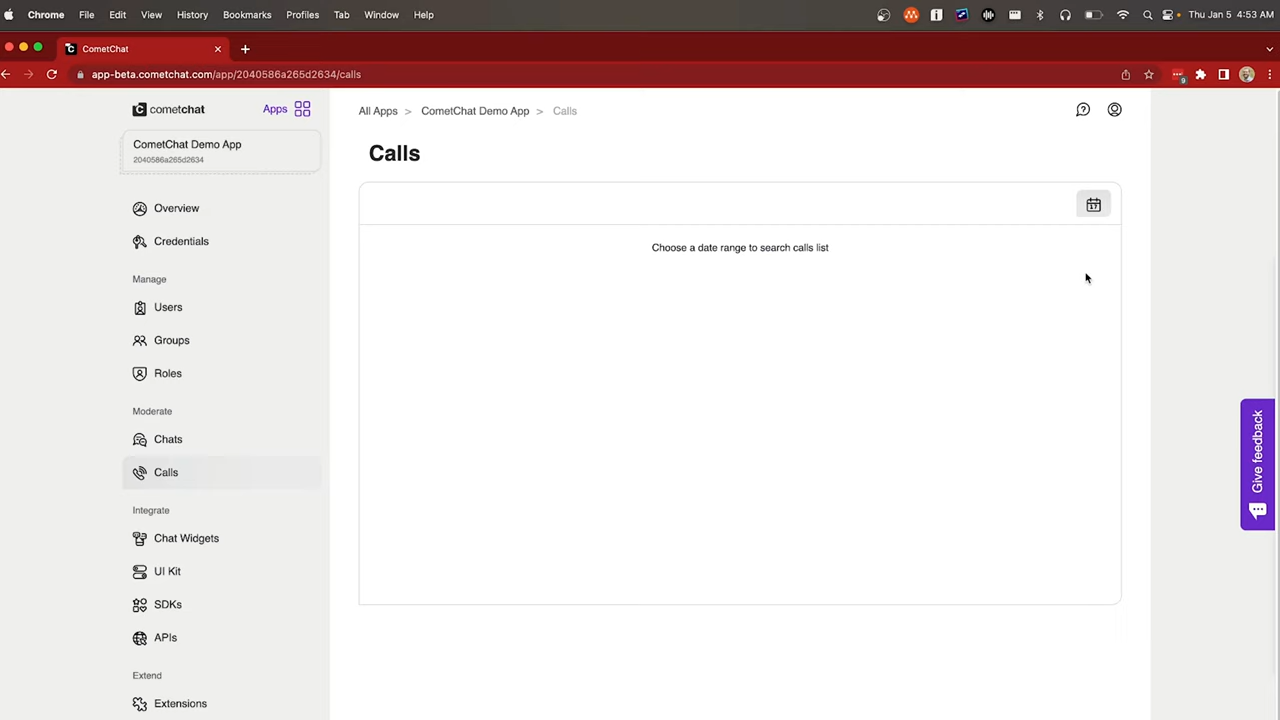 Chrome File Edit View History Bookmarks Profiles Tab Window Help Thu Jan 5 4:53 AM
CometChat
app-beta.cometchat.com/app/2040586a265d2634/calls
9
cometchat Apps
All Apps > CometChat Demo App > Calls
CometChat Demo App
2040586a265d2634
Calls
17
Overview
Choose a date range to search calls list
Credentials
Manage
Users
Groups
Roles
Moderate
Chats
Calls
Give feedback
Integrate
Chat Widgets
UI Kit
SDKs
APIs
Extend
Extensions